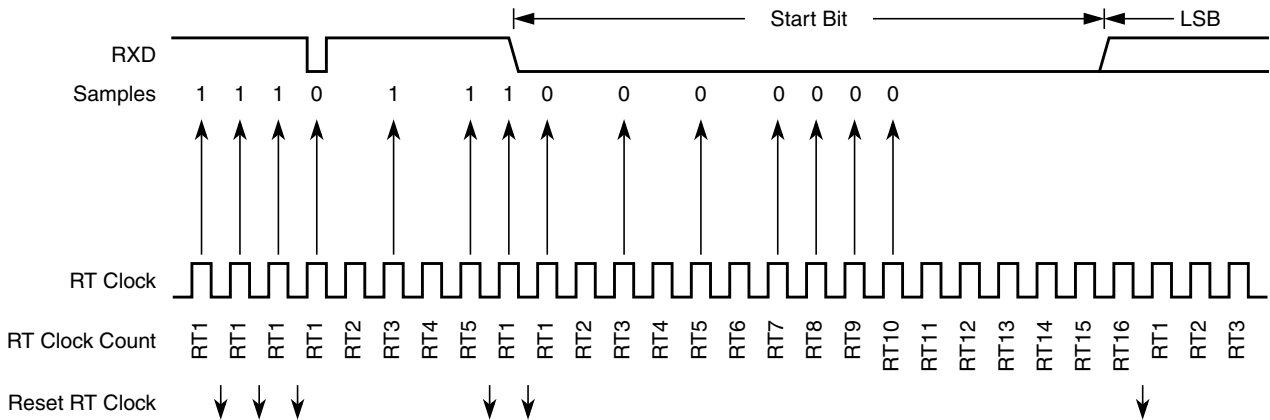 Start Bit LSB
RXD
Samples 1 1 1 0 1 1 1 0 0 0 0 0 0 0
RT Clock
RT Clock Count RT1 RT1 RT1 RT1 RT2 RT3 RT4 RT5 RT1 RT1 RT2 RT3 RT4 RT5 RT6 RT7 RT8 RT9 RT10 RT11 RT12 RT13 RT14 RT15 RT16 RT1 RT2 RT3
Reset RT Clock